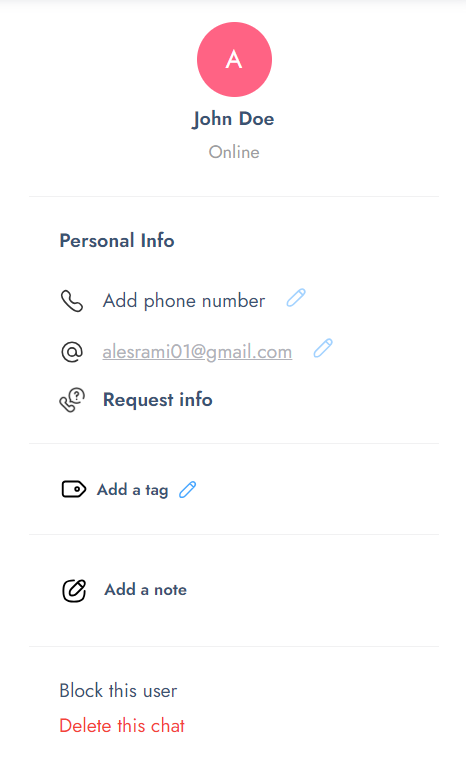 A
John Doe
Online
Personal Info
Add phone number
alesrami01@gmail.com
Request info
Add a tag
Add a note
Block this user
Delete this chat